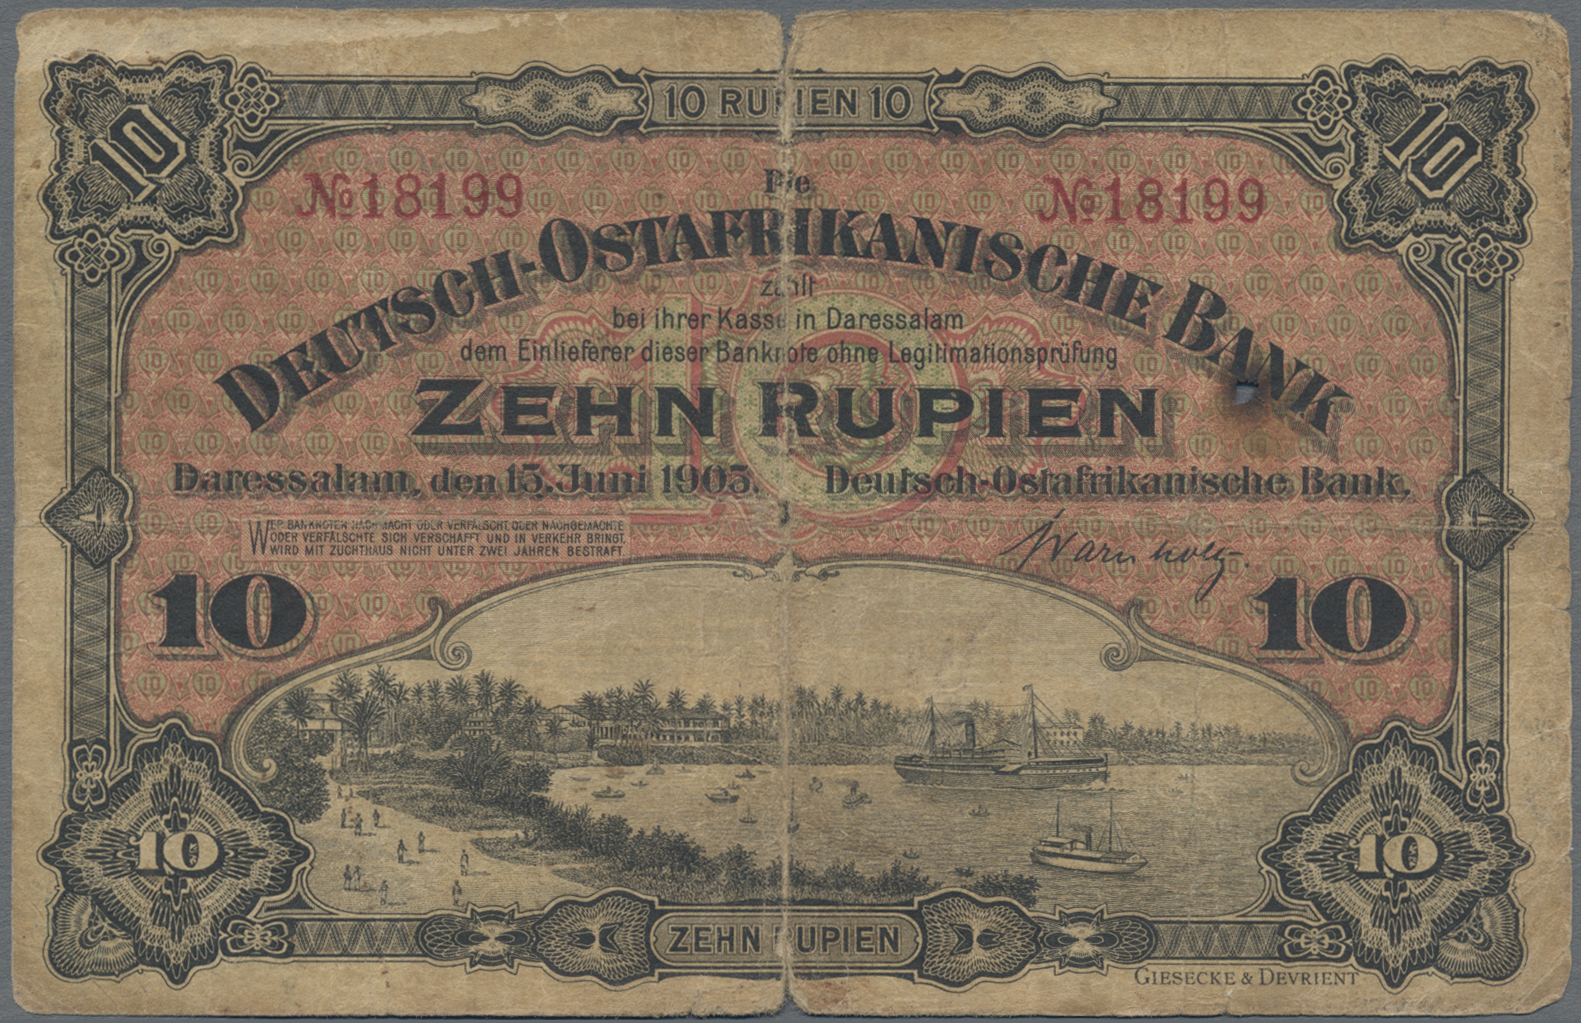 10 RUPIEN 10
10
10
№18199
№18199
Die
DEUTSCH-OSTAFRIKANISCHE BANK
zahlt
bei ihrer Kasse in Daressalam
dem Einlieferer dieser Banknote ohne Legitimationsprüfung
ZEHN RUPIEN
Daressalam, den 15. Juni 1905. Deutsch-Ostafrikanische Bank.
WER BANKNOTEN NACHMACHT ODER VERFÄLSCHT ODER NACHGEMACHTE
ODER VERFÄLSCHTE SICH VERSCHAFFT UND IN VERKEHR BRINGT,
WIRD MIT ZUCHTHAUS NICHT UNTER ZWEI JAHREN BESTRAFT.
Warnholtz.
10
10
10
10
ZEHN RUPIEN
GIESECKE & DEVRIENT